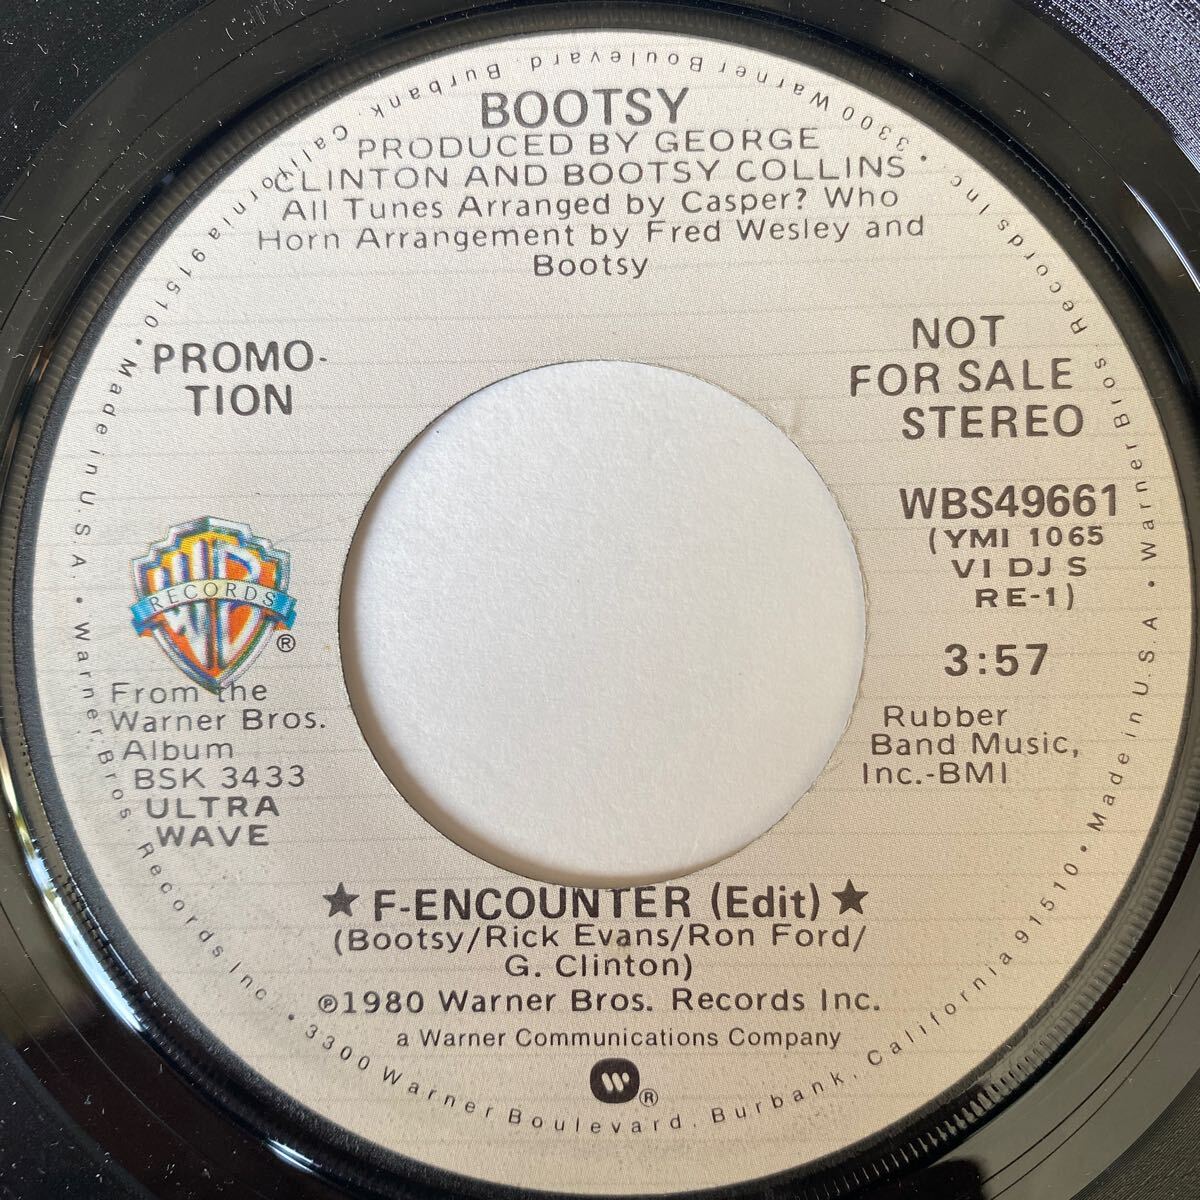 BOOTSY
PRODUCED BY GEORGE
CLINTON AND BOOTSY COLLINS
All Tunes Arranged by Casper? Who
Horn Arrangement by Fred Wesley and
Bootsy
PROMO-
TION
NOT
FOR SALE
STEREO
WBS49661
(YMI 1065
VI DJ S
RE-1)
3:57
Rubber
Band Music,
Inc.-BMI
WB
RECORDS
®
From the
Warner Bros.
Album
BSK 3433
ULTRA
WAVE
★ F-ENCOUNTER (Edit) ★
(Bootsy/Rick Evans/Ron Ford/
G. Clinton)
℗1980 Warner Bros. Records Inc.
a Warner Communications Company
®
Made in U.S.A. • Warner Bros. Records Inc. • 3300 Warner Boulevard, Burbank, California 91510 • Made in U.S.A. • Warner Bros. Records Inc. • 3300 Warner Boulevard, Burbank, California 91510 •